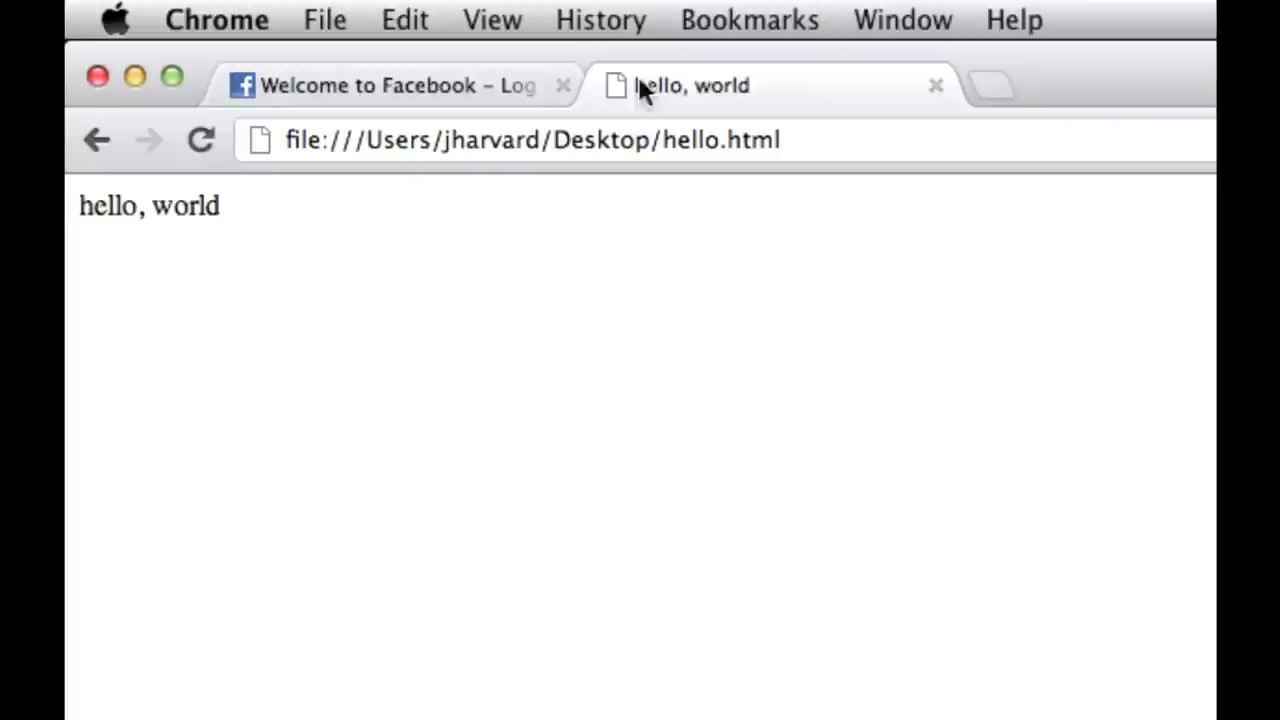 Chrome File Edit View History Bookmarks Window Help
Welcome to Facebook – Log hello, world
file:///Users/jharvard/Desktop/hello.html
hello, world